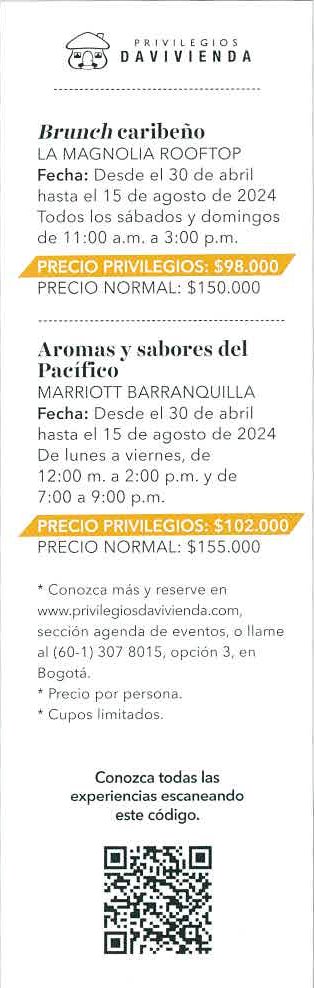 PRIVILEGIOS
DAVIVIENDA
Brunch caribeño
LA MAGNOLIA ROOFTOP
Fecha: Desde el 30 de abril
hasta el 15 de agosto de 2024
Todos los sábados y domingos
de 11:00 a.m. a 3:00 p.m.
PRECIO PRIVILEGIOS: $98.000
PRECIO NORMAL: $150.000
Aromas y sabores del
Pacífico
MARRIOTT BARRANQUILLA
Fecha: Desde el 30 de abril
hasta el 15 de agosto de 2024
De lunes a viernes, de
12:00 m. a 2:00 p.m. y de
7:00 a 9:00 p.m.
PRECIO PRIVILEGIOS: $102.000
PRECIO NORMAL: $155.000
* Conozca más y reserve en
www.privilegiosdavivienda.com,
sección agenda de eventos, o llame
al (60-1) 307 8015, opción 3, en
Bogotá.
* Precio por persona.
* Cupos limitados.
Conozca todas las
experiencias escaneando
este código.